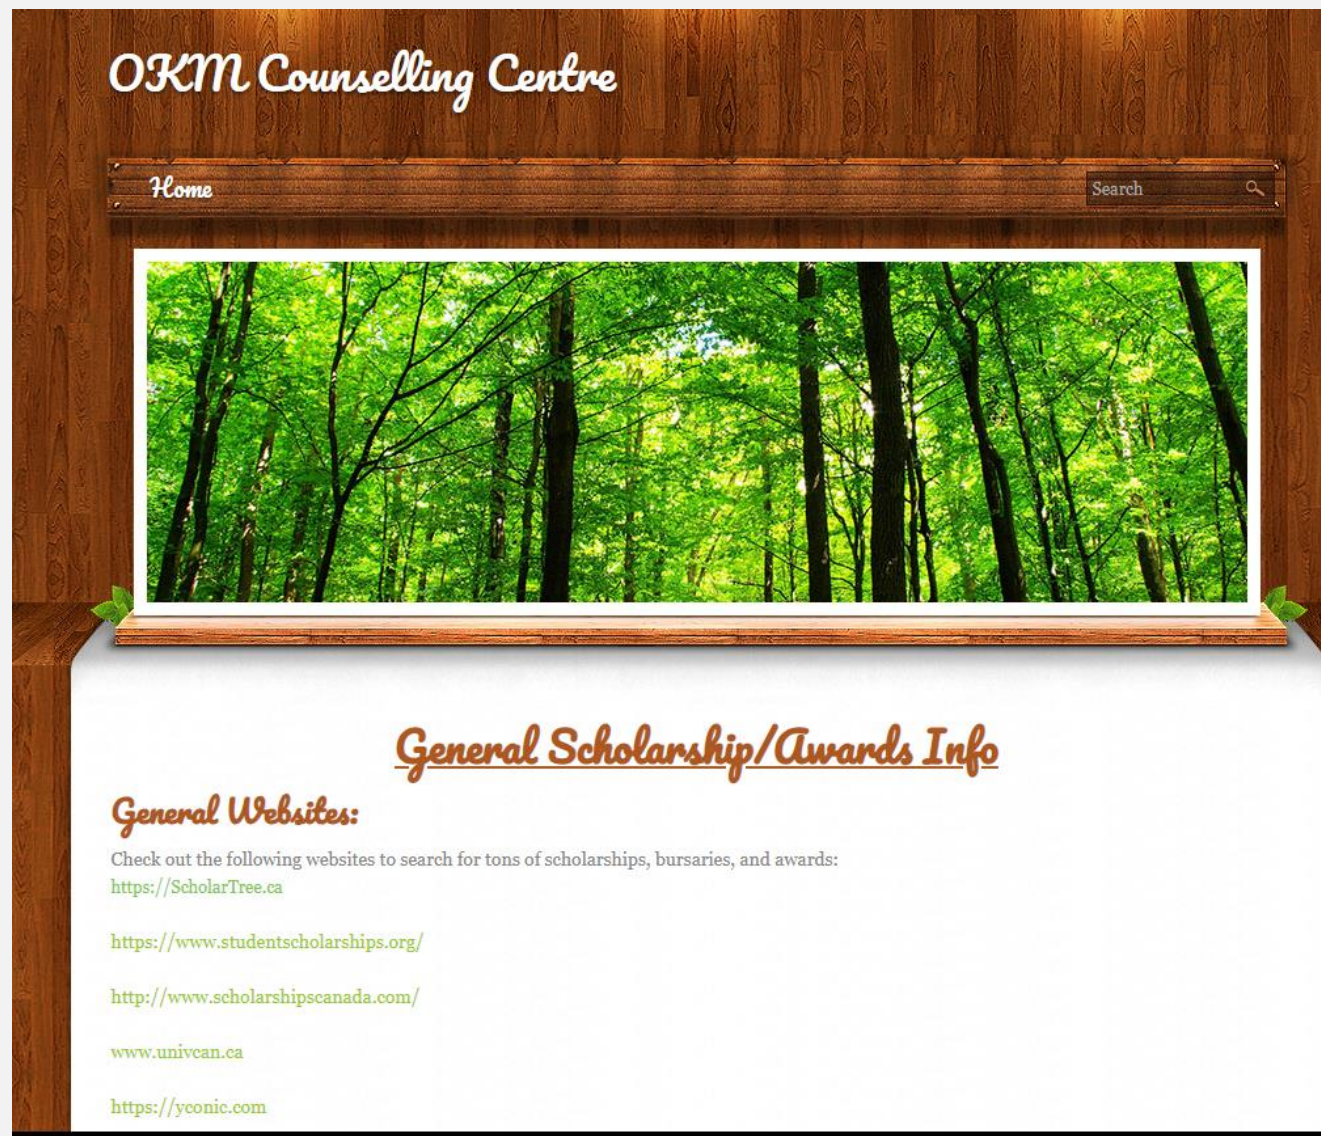 OKM Counselling Centre
Home
Search
General Scholarship/Awards Info
General Websites:
Check out the following websites to search for tons of scholarships, bursaries, and awards:
https://ScholarTree.ca
https://www.studentscholarships.org/
http://www.scholarshipscanada.com/
www.univcan.ca
https://yconic.com